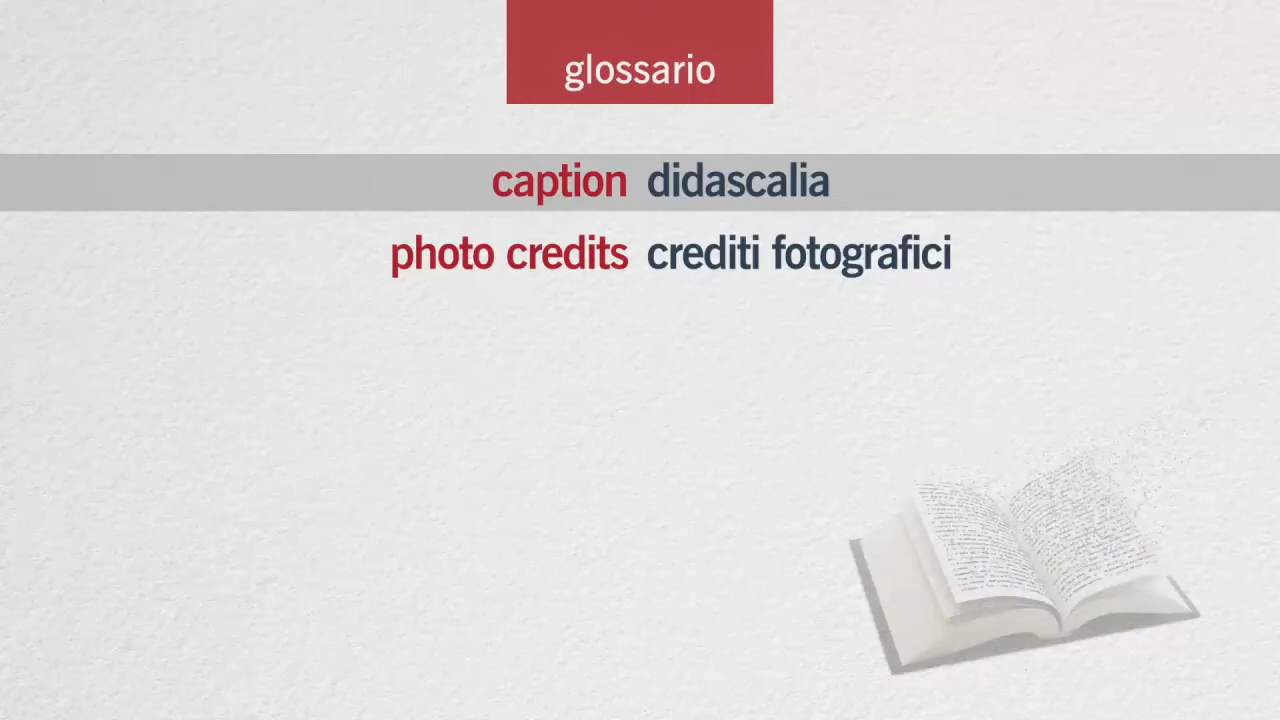 glossario
caption didascalia
photo credits crediti fotografici